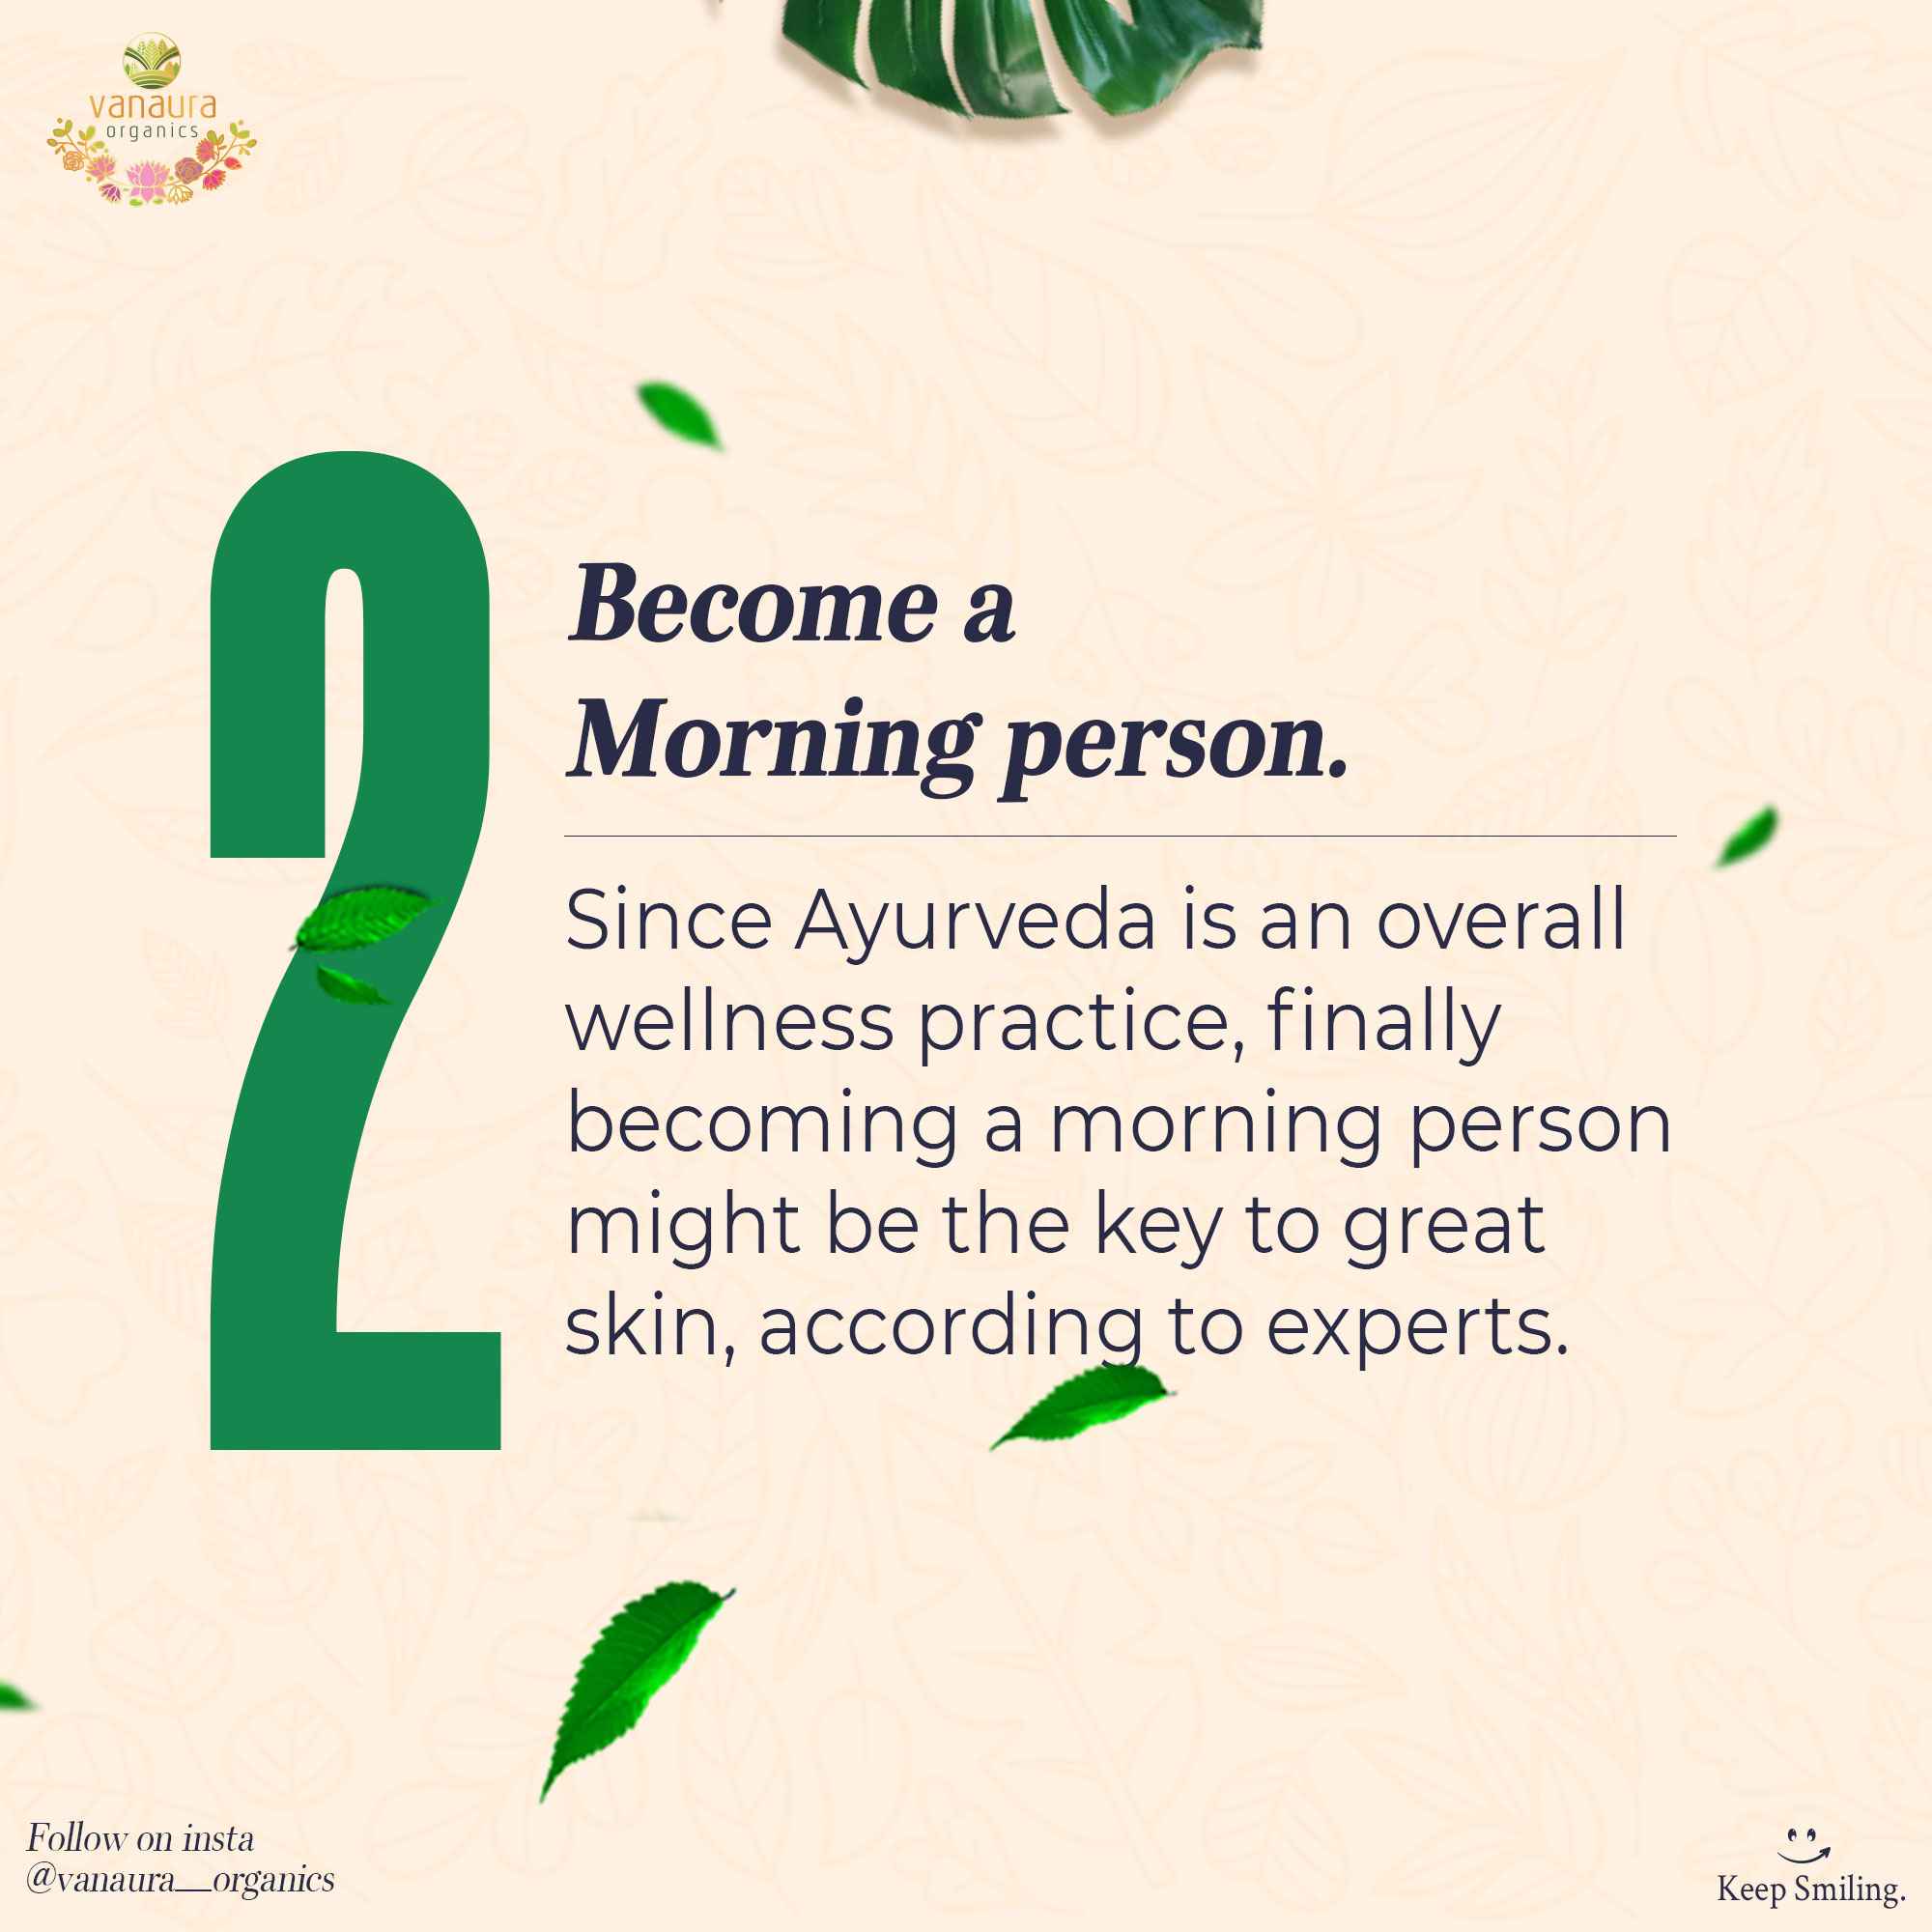 vanaura
organics
2
Become a
Morning person.
Since Ayurveda is an overall
wellness practice, finally
becoming a morning person
might be the key to great
skin, according to experts.
Follow on insta
@vanaura__organics
Keep Smiling.